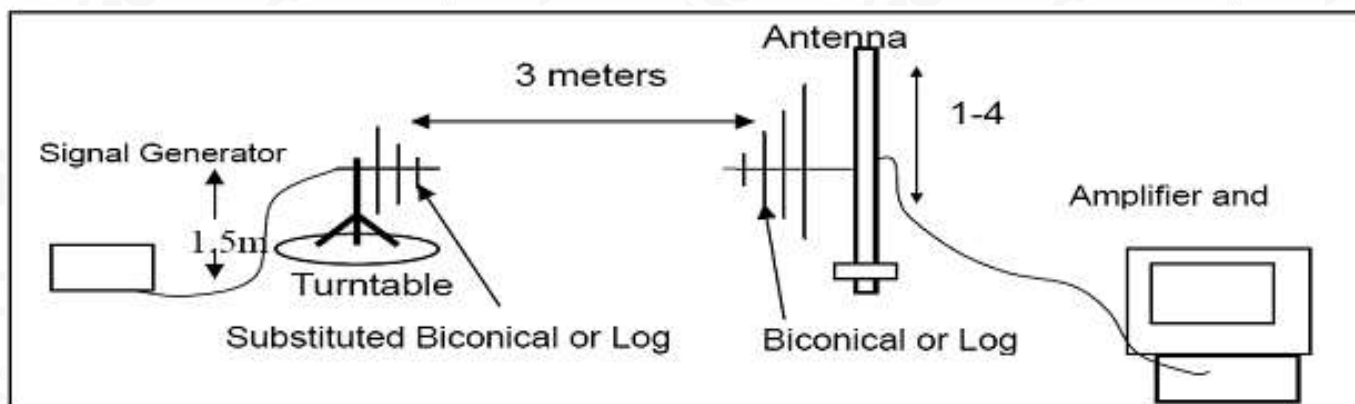 Antenna
3 meters
1-4
Signal Generator
Amplifier and
1.5m
Turntable
Substituted Biconical or Log
Biconical or Log